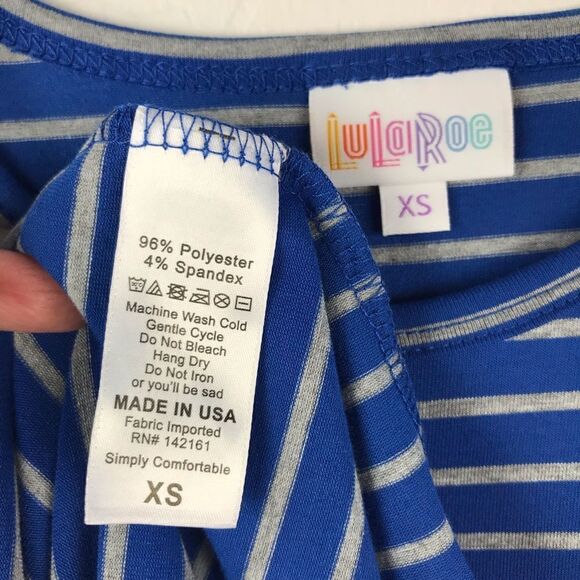 LuLaRoe
XS
96% Polyester
4% Spandex
Machine Wash Cold
Gentle Cycle
Do Not Bleach
Hang Dry
Do Not Iron
or you'll be sad
MADE IN USA
Fabric Imported
RN# 142161
Simply Comfortable
XS